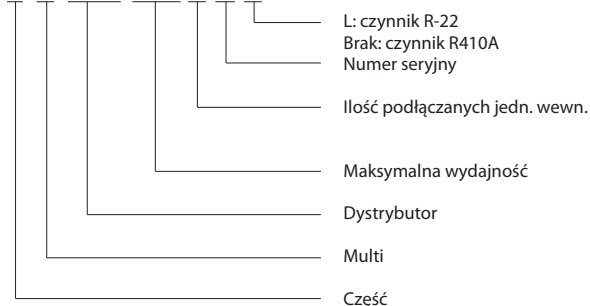 L: czynnik R-22
Brak: czynnik R410A
Numer seryjny
Ilość podłączanych jedn. wewn.
Maksymalna wydajność
Dystrybutor
Multi
Część